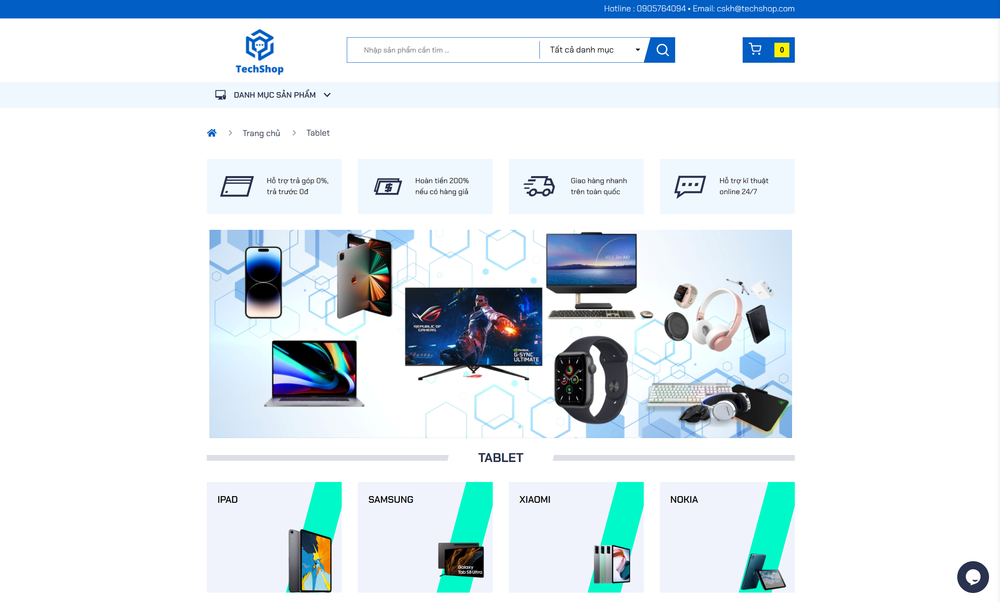 Hotline : 0905764094 • Email: cskh@techshop.com
TechShop
Nhập sản phẩm cần tìm ...
Tất cả danh mục
0
DANH MỤC SẢN PHẨM
Trang chủ
Tablet
Hỗ trợ trả góp 0%,
trả trước 0đ
Hoàn tiền 200%
nếu có hàng giả
Giao hàng nhanh
trên toàn quốc
Hỗ trợ kĩ thuật
online 24/7
ASUS Zen AiO
REPUBLIC OF
GAMERS
NVIDIA.
G-SYNC
ULTIMATE
61
TABLET
IPAD
SAMSUNG
XIAOMI
NOKIA
Galaxy
Tab S8 Ultra